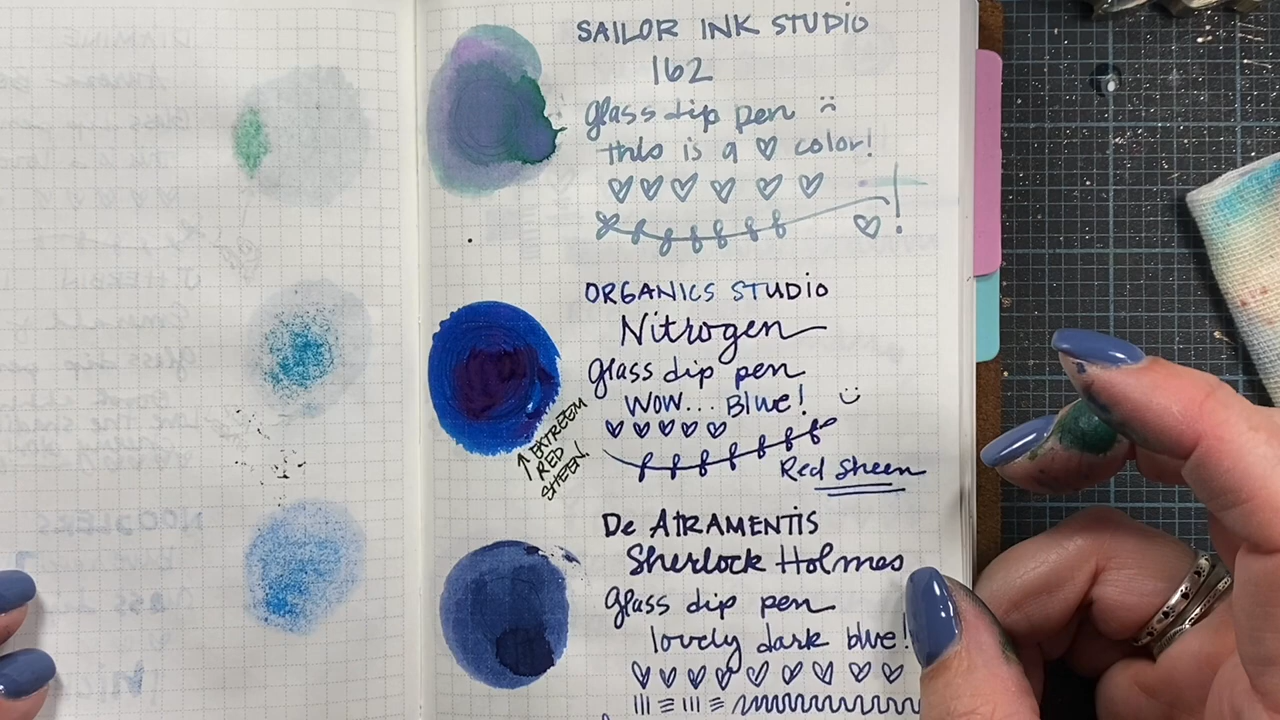 SAILOR INK STUDIO
162
glass dip pen
this is a ♡ color!
ORGANICS STUDIO
Nitrogen
glass dip pen
Wow... Blue!
↑ EXTREEM
RED
SHEEN.
Red Sheen
De ATRAMENTIS
Sherlock Holmes
glass dip pen
lovely dark blue!